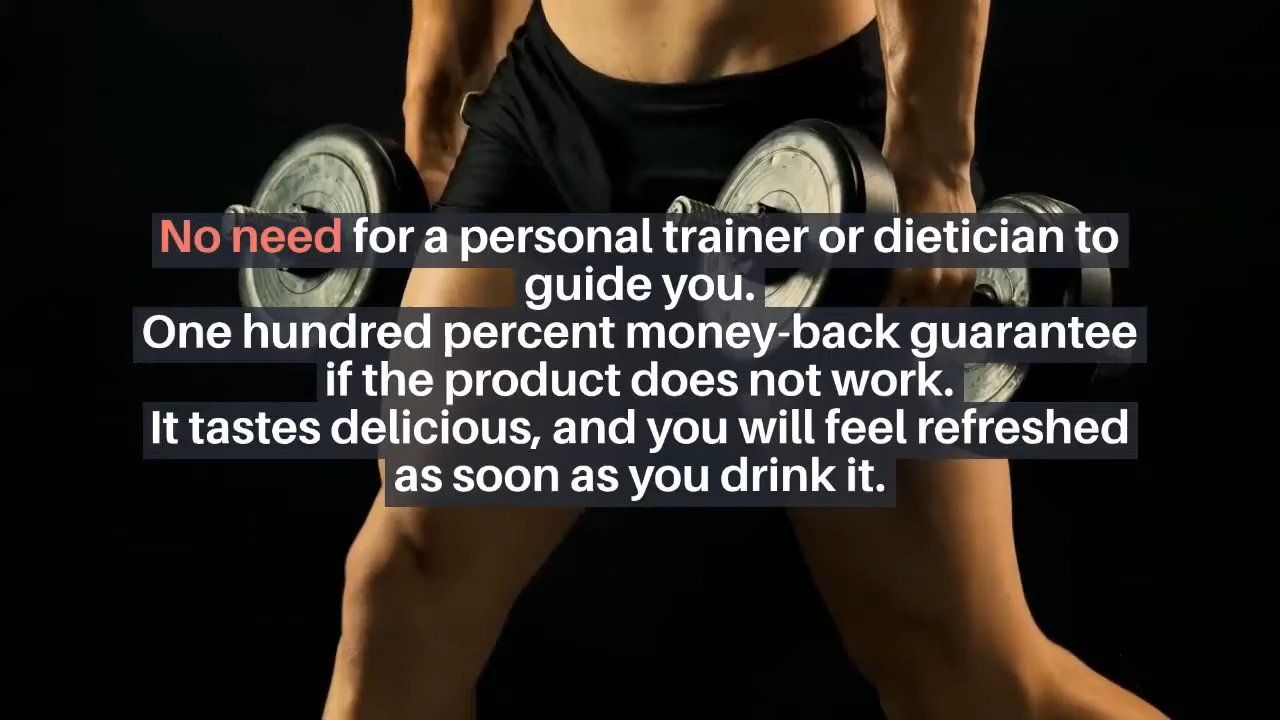 No need for a personal trainer or dietician to
guide you.
One hundred percent money-back guarantee
if the product does not work.
It tastes delicious, and you will feel refreshed
as soon as you drink it.